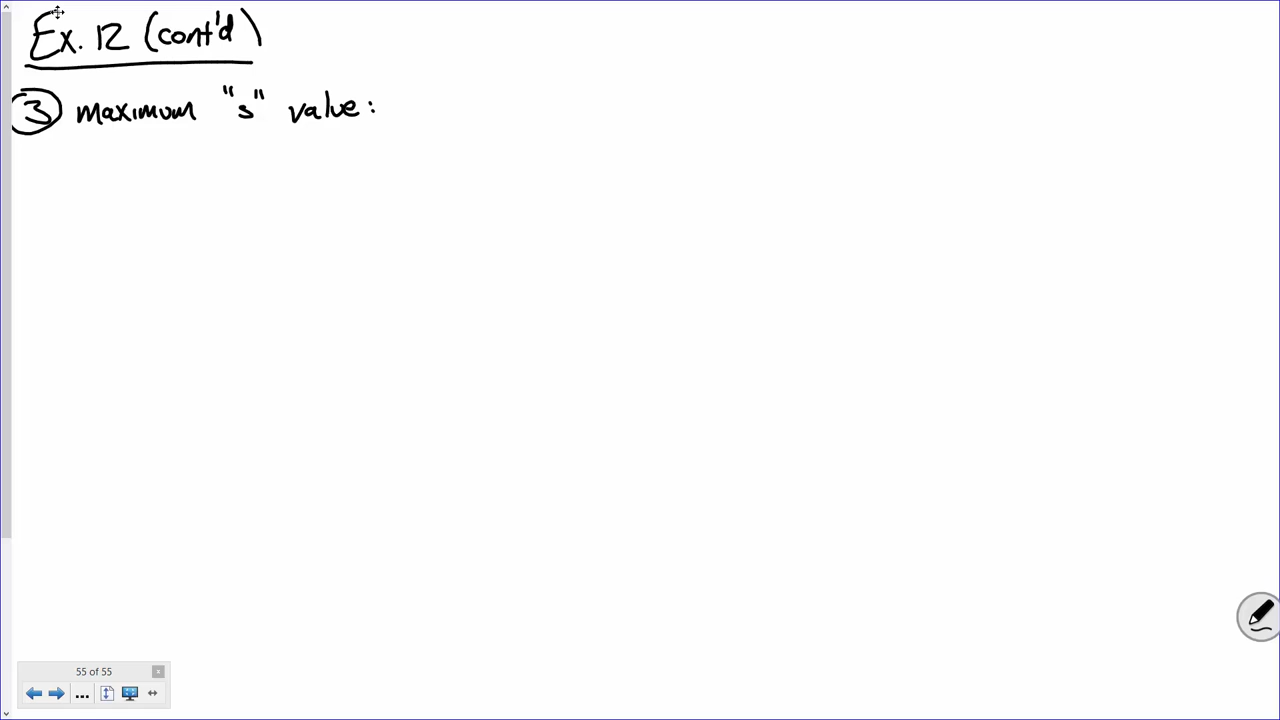 Ex. 12 (cont'd)
③ maximum "s" value:
55 of 55
...